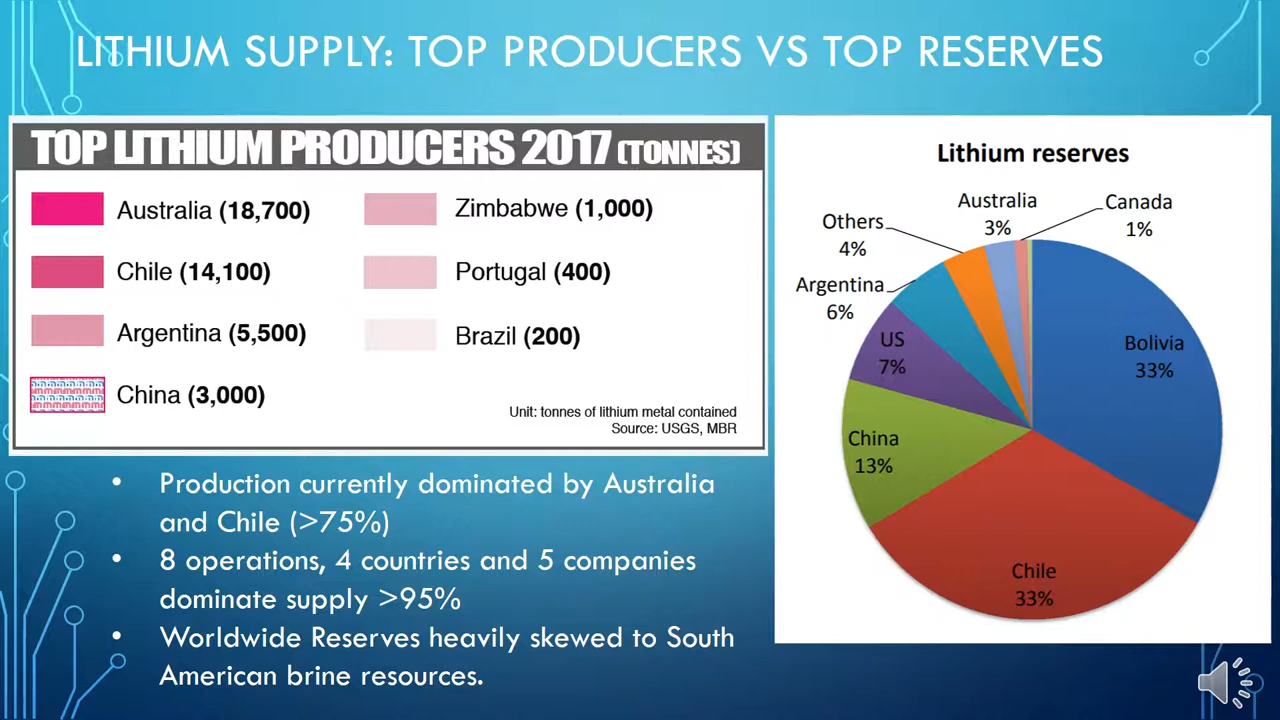 LITHIUM SUPPLY: TOP PRODUCERS VS TOP RESERVES
TOP LITHIUM PRODUCERS 2017 (TONNES)
Australia (18,700)
Chile (14,100)
Argentina (5,500)
China (3,000)
Zimbabwe (1,000)
Portugal (400)
Brazil (200)
Unit: tonnes of lithium metal contained
Source: USGS, MBR
• Production currently dominated by Australia
and Chile (>75%)
• 8 operations, 4 countries and 5 companies
dominate supply >95%
• Worldwide Reserves heavily skewed to South
American brine resources.
Lithium reserves
Canada
1%
Australia
3%
Others
4%
Argentina
6%
US
7%
China
13%
Chile
33%
Bolivia
33%